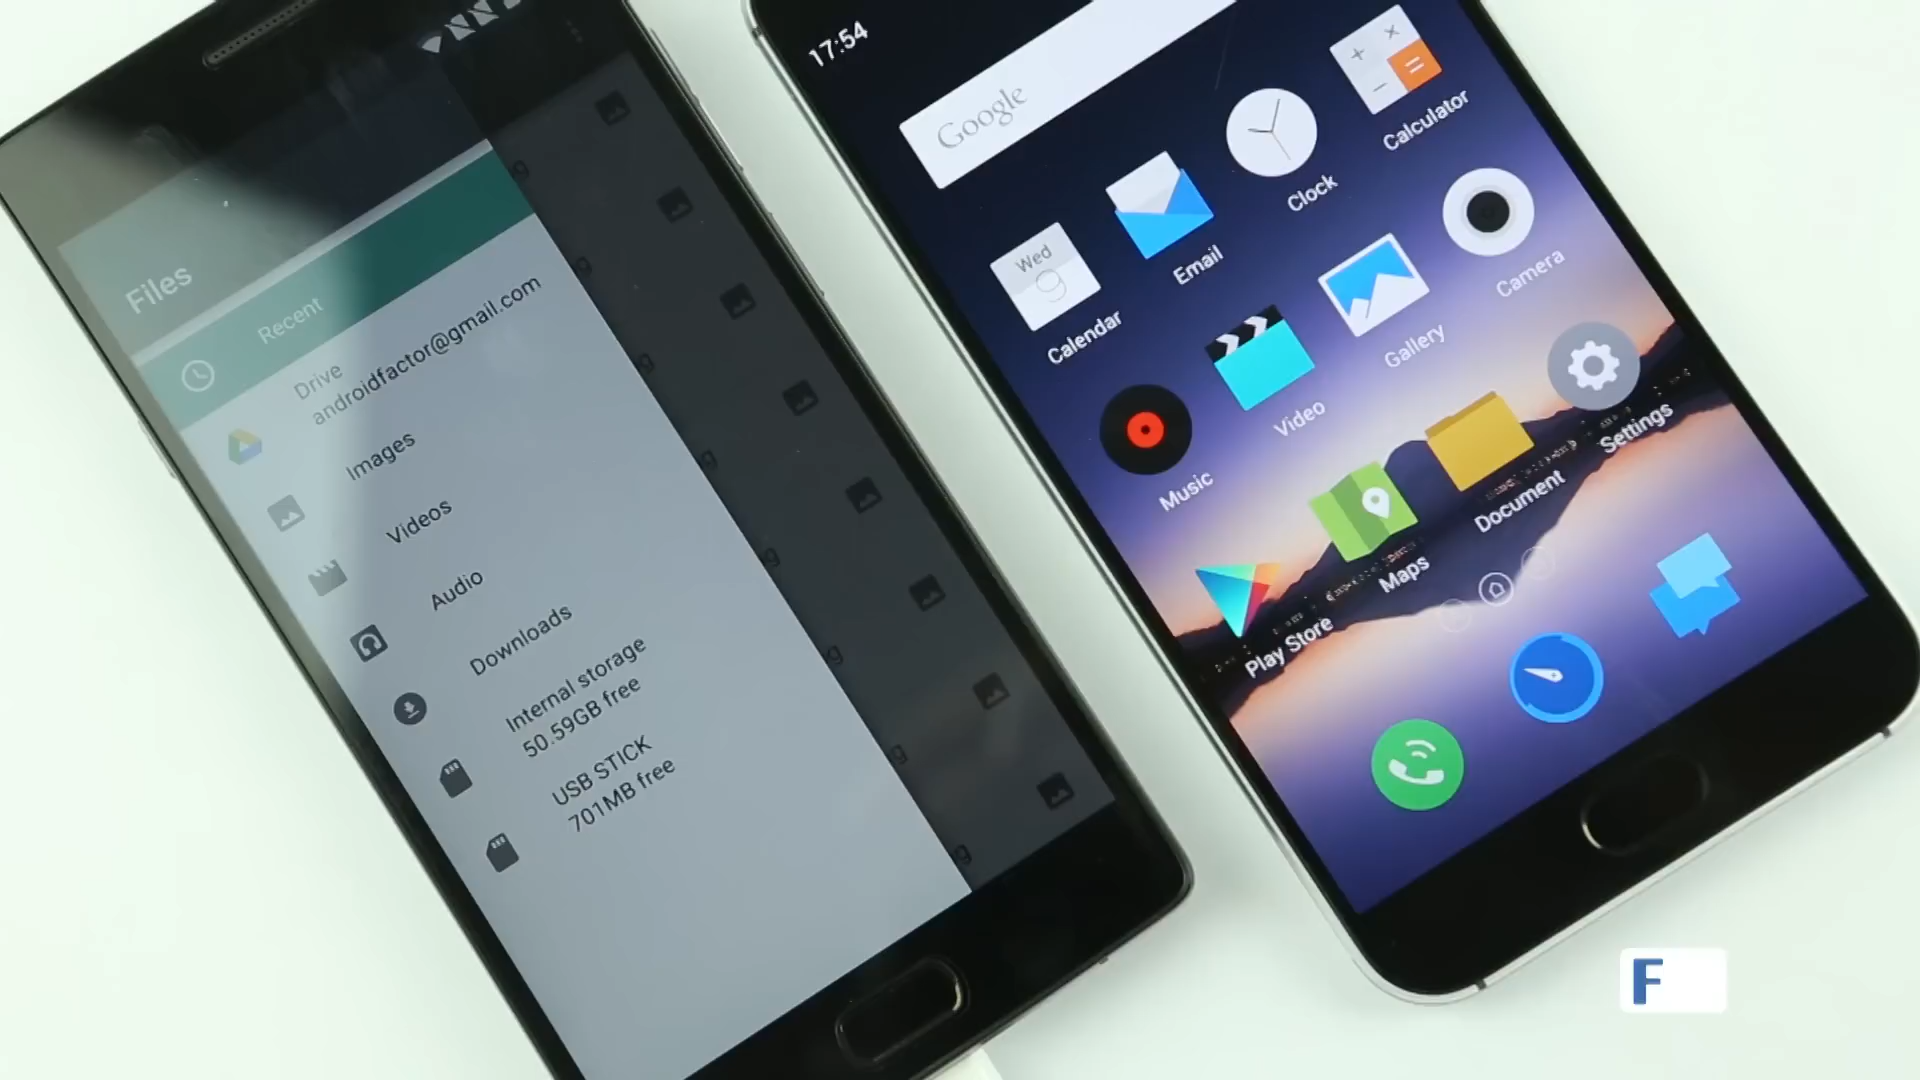 Files
Recent
Drive
androidfactor@gmail.com
Images
Videos
Audio
Downloads
Internal storage
50.59GB free
USB STICK
701MB free
g
g
g
g
g
g
g
g
17:54
Google
Wed
9
Calendar
Email
Clock
Calculator
Music
Video
Gallery
Camera
Play Store
Maps
Document
Settings
F